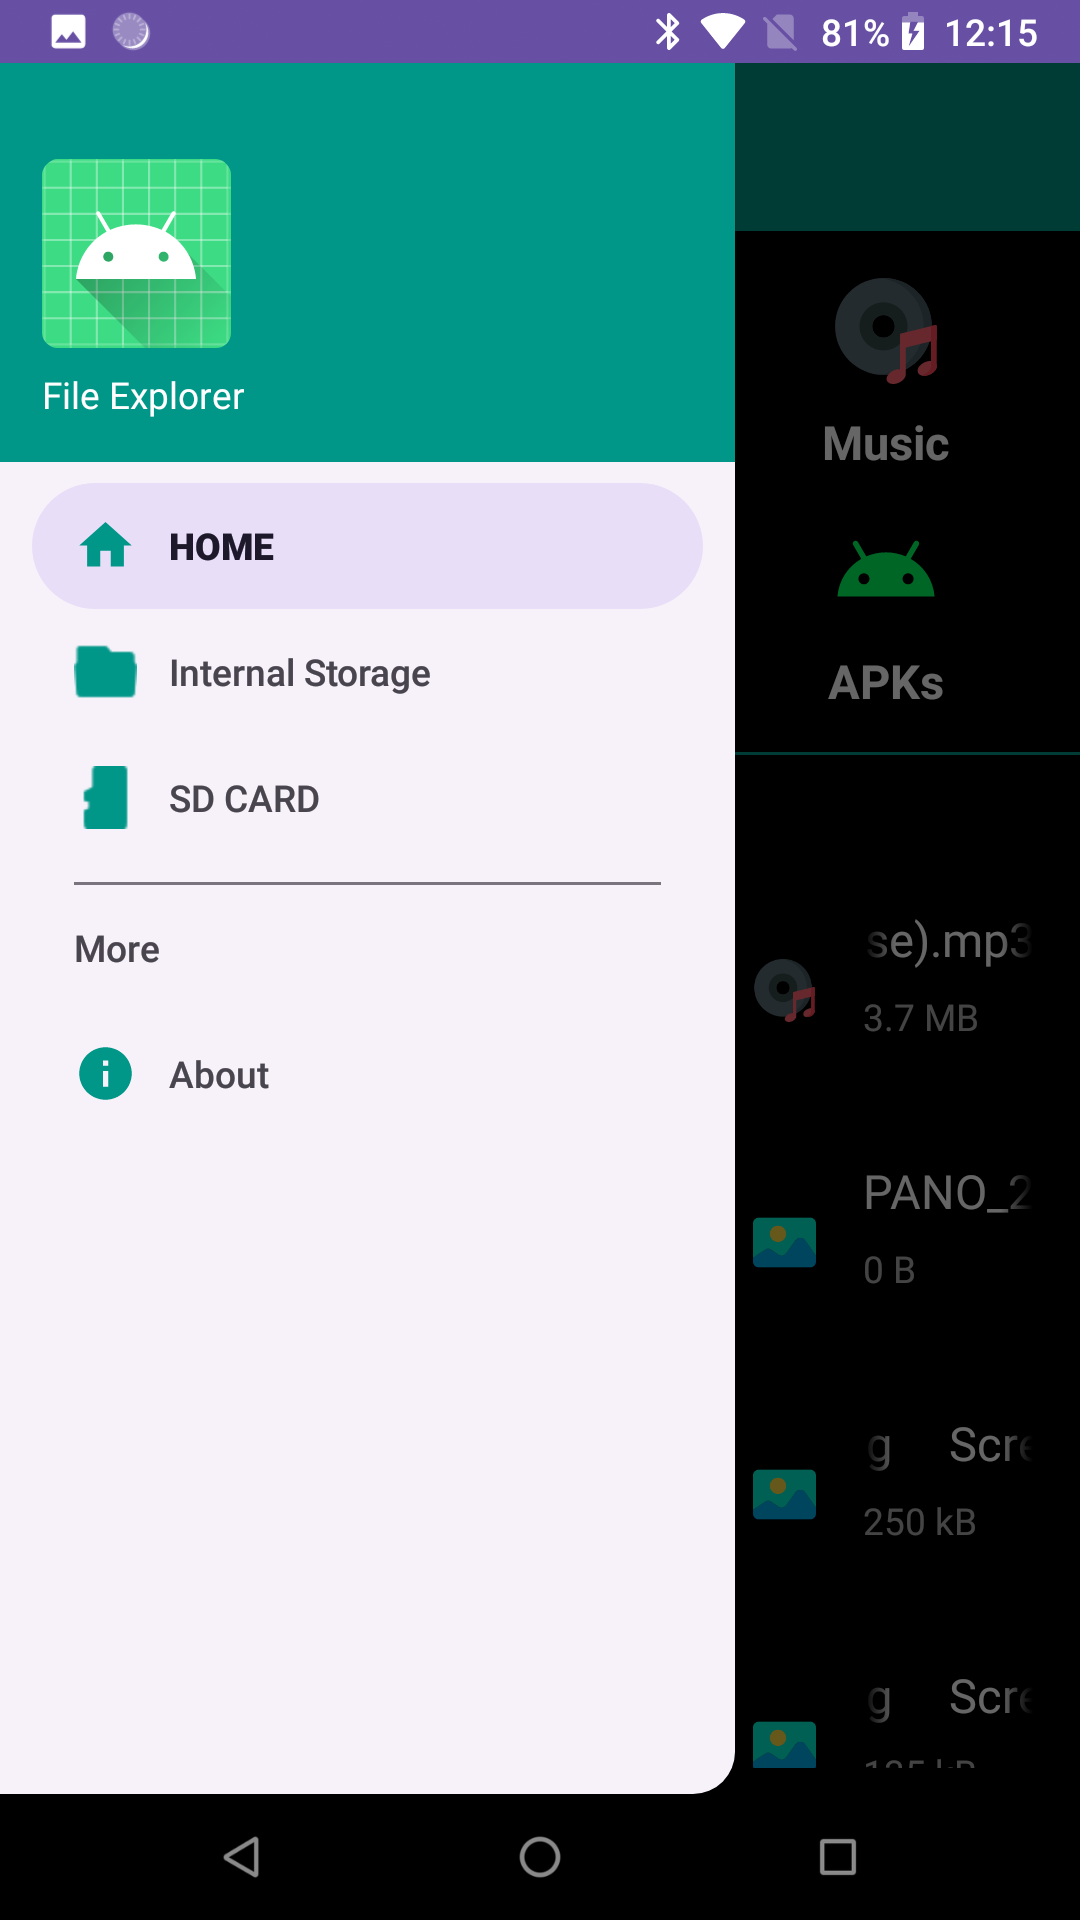 81% 12:15
File Explorer
HOME
Internal Storage
SD CARD
More
About
Music
APKs
se).mp3
3.7 MB
PANO_2
0 B
g Scre
250 kB
g Scre